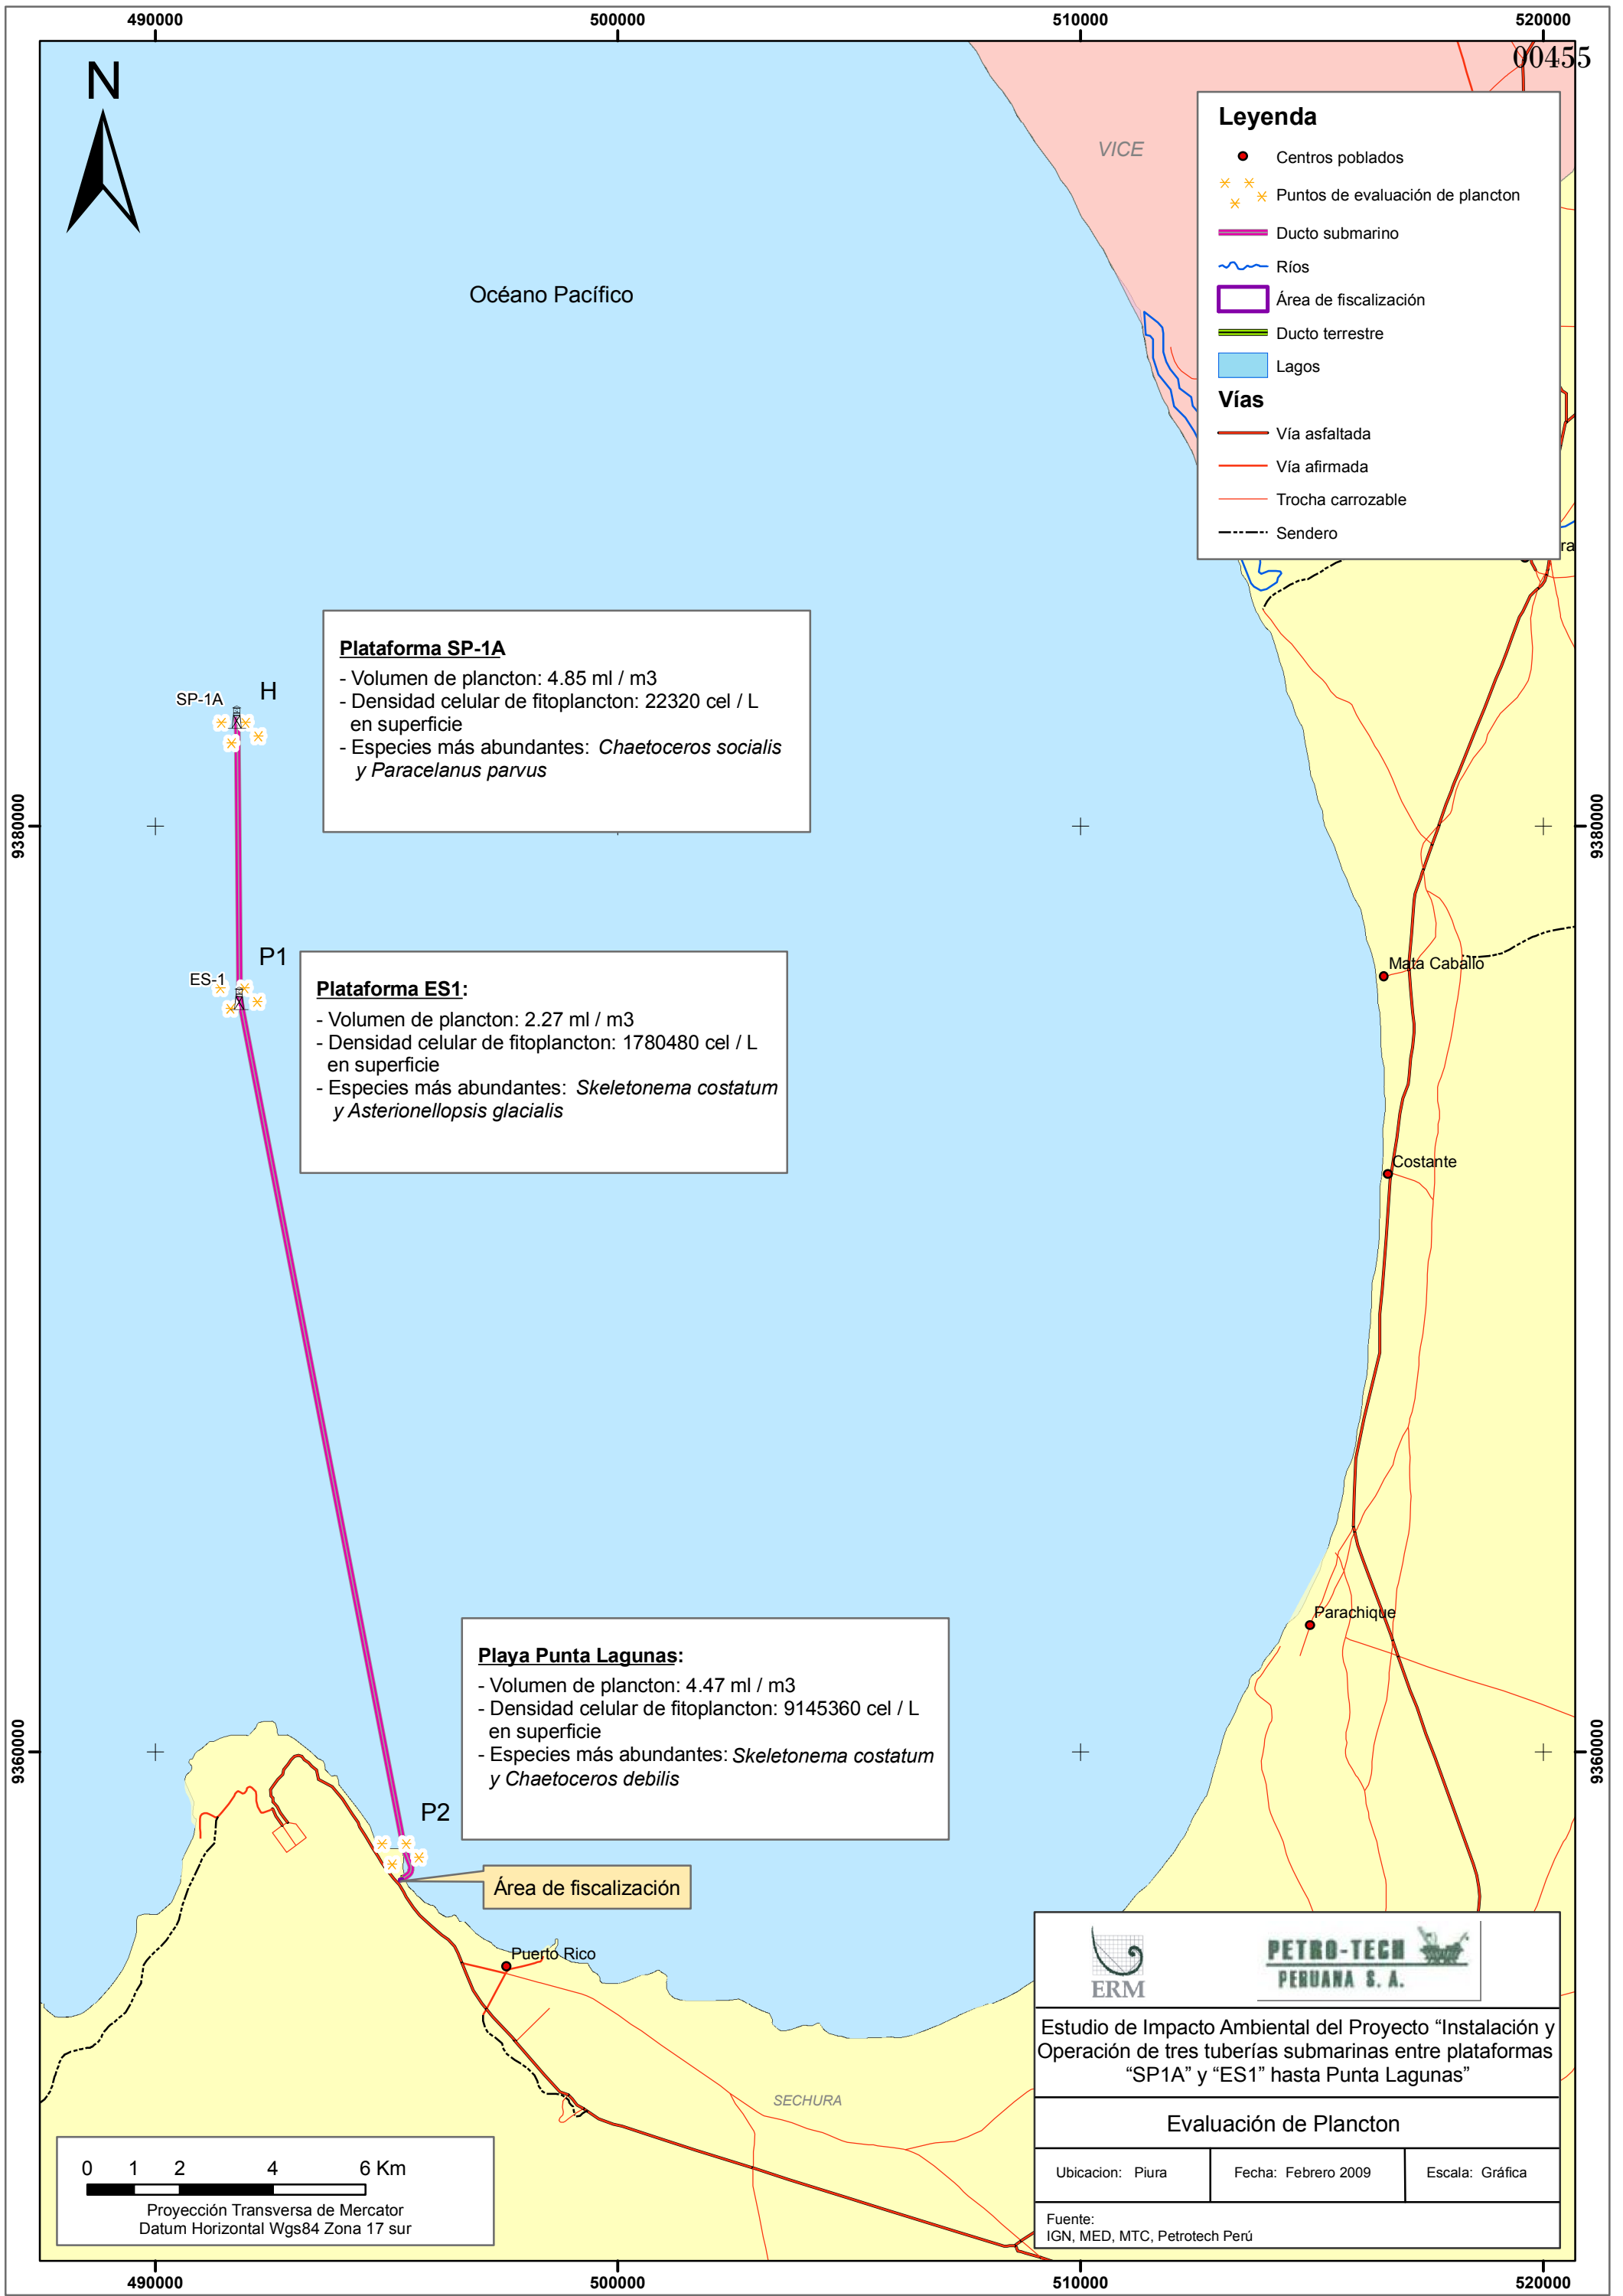 490000
500000
510000
520000
00455
N
VICE
Océano Pacífico
Leyenda
Centros poblados
Puntos de evaluación de plancton
Ducto submarino
Ríos
Área de fiscalización
Ducto terrestre
Lagos
Vías
Vía asfaltada
Vía afirmada
Trocha carrozable
Sendero
ra
Plataforma SP-1A
- Volumen de plancton: 4.85 ml / m3
- Densidad celular de fitoplancton: 22320 cel / L
en superficie
- Especies más abundantes: Chaetoceros socialis
y Paracelanus parvus
SP-1A
H
9380000
9380000
P1
ES-1
Plataforma ES1:
- Volumen de plancton: 2.27 ml / m3
- Densidad celular de fitoplancton: 1780480 cel / L
en superficie
- Especies más abundantes: Skeletonema costatum
y Asterionellopsis glacialis
Mata Caballo
Costante
Parachique
Playa Punta Lagunas:
- Volumen de plancton: 4.47 ml / m3
- Densidad celular de fitoplancton: 9145360 cel / L
en superficie
- Especies más abundantes: Skeletonema costatum
y Chaetoceros debilis
9360000
9360000
P2
Área de fiscalización
Puerto Rico
SECHURA
ERM
PETRO-TECH
PERUANA S. A.
Estudio de Impacto Ambiental del Proyecto “Instalación y
Operación de tres tuberías submarinas entre plataformas
“SP1A” y “ES1” hasta Punta Lagunas”
Evaluación de Plancton
Ubicacion: Piura
Fecha: Febrero 2009
Escala: Gráfica
Fuente:
IGN, MED, MTC, Petrotech Perú
0 1 2 4 6 Km
Proyección Transversa de Mercator
Datum Horizontal Wgs84 Zona 17 sur
490000
500000
510000
520000